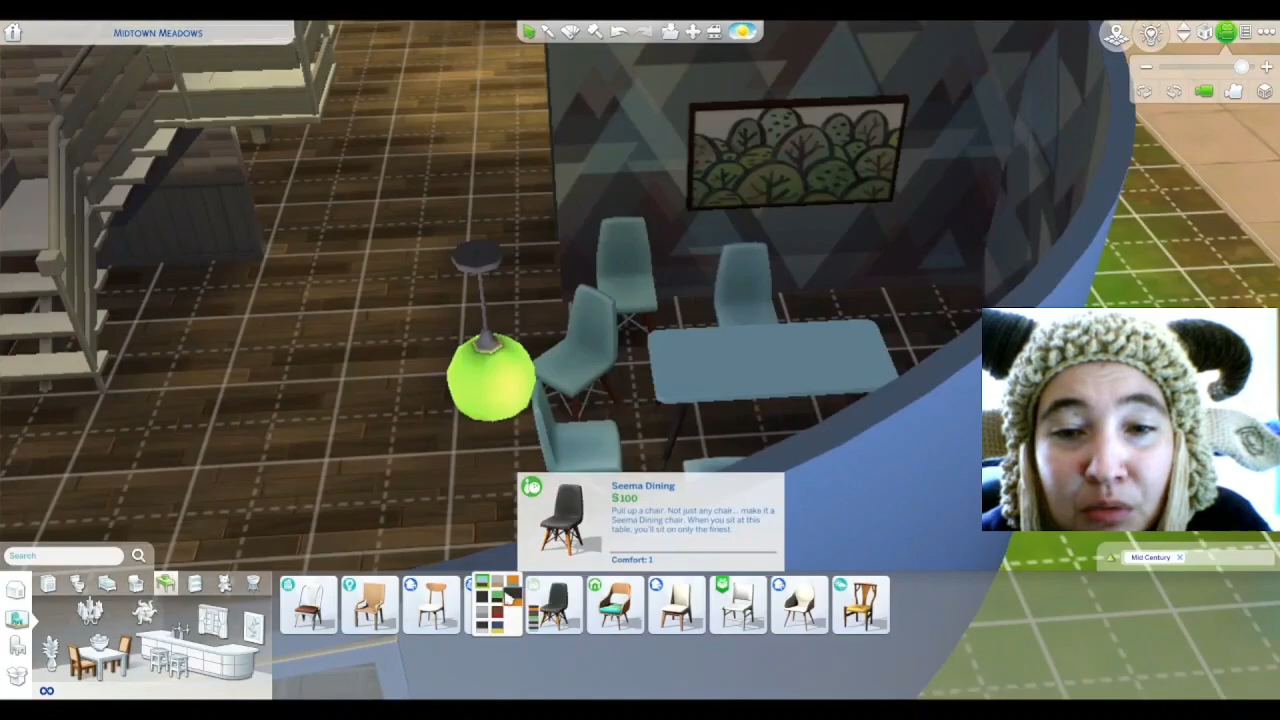 Midtown Meadows
Seema Dining
§100
Pull up a chair. Not just any chair... make it a
Seema Dining chair. When you sit at this
table, you'll sit on only the finest.
Comfort: 1
Search
Mid Century